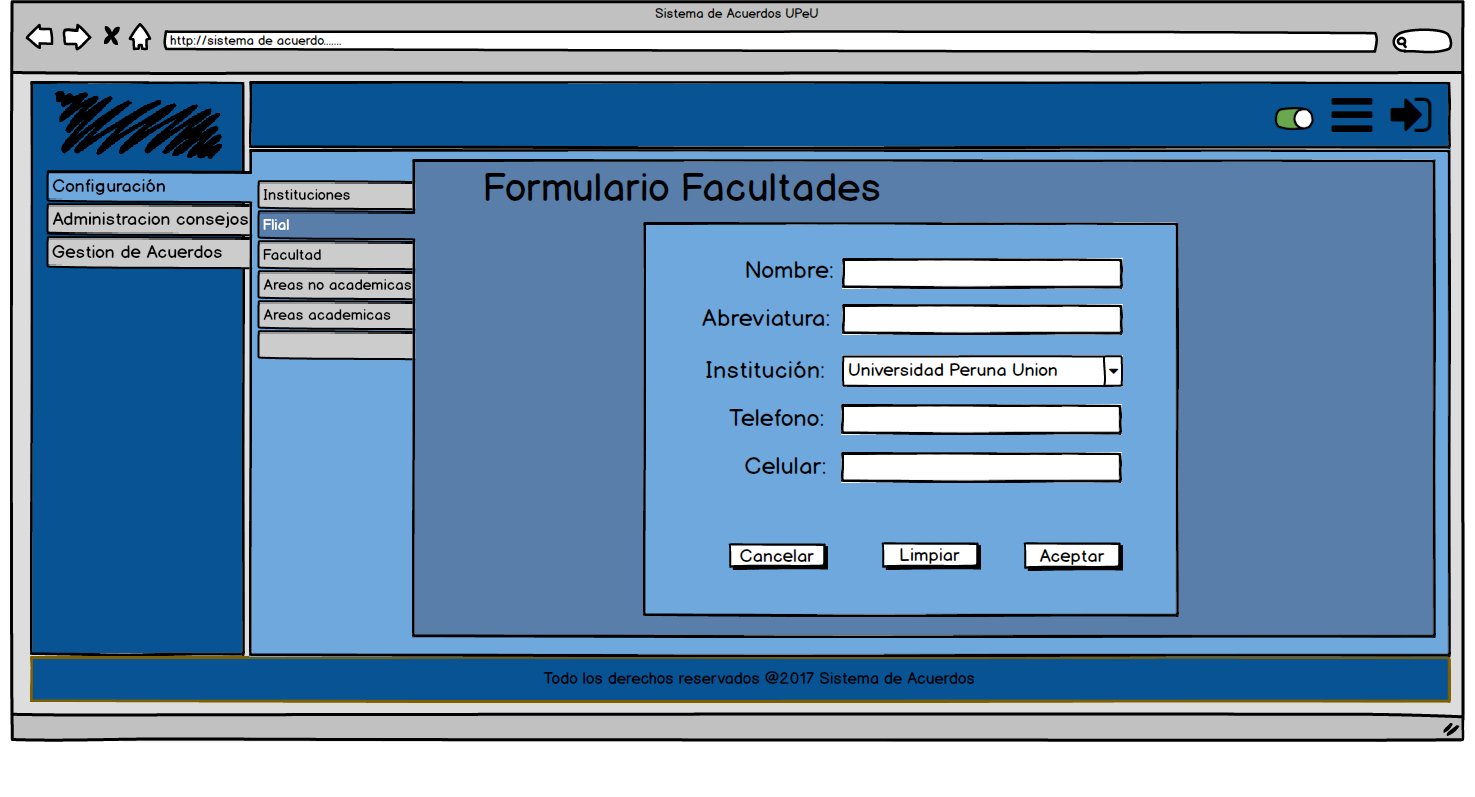 Sistema de Acuerdos UPeU
http://sistema de acuerdo......
Configuración
Administracion consejos
Gestion de Acuerdos
Instituciones
Flial
Facultad
Areas no academicas
Areas academicas
Formulario Facultades
Nombre:
Abreviatura:
Institución: Universidad Peruna Union
Telefono:
Celular:
Cancelar Limpiar Aceptar
Todo los derechos reservados @2017 Sistema de Acuerdos